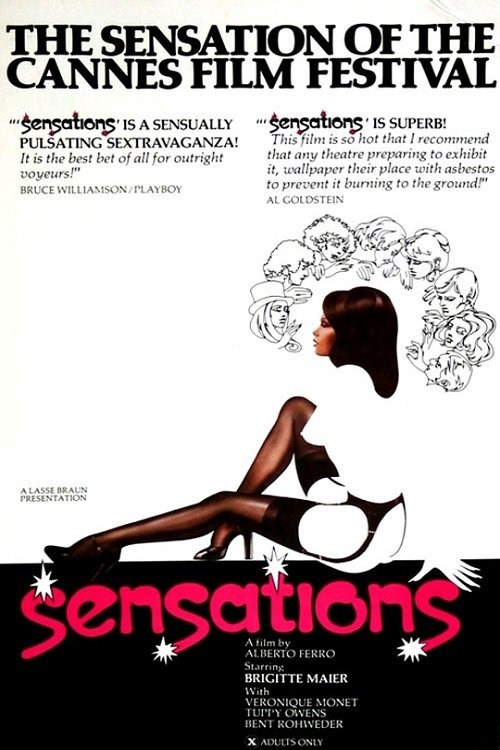 THE SENSATION OF THE
CANNES FILM FESTIVAL
"'sensations' IS A SENSUALLY
PULSATING SEXTRAVAGANZA!
It is the best bet of all for outright
voyeurs!"
BRUCE WILLIAMSON/PLAYBOY
"'sensations' IS SUPERB!
This film is so hot that I recommend
that any theatre preparing to exhibit
it, wallpaper their place with asbestos
to prevent it burning to the ground!"
AL GOLDSTEIN
A LASSE BRAUN
PRESENTATION
sensations
A film by
ALBERTO FERRO
Starring
BRIGITTE MAIER
With
VERONIQUE MONET
TUPPY OWENS
BENT ROHWEDER
X ADULTS ONLY